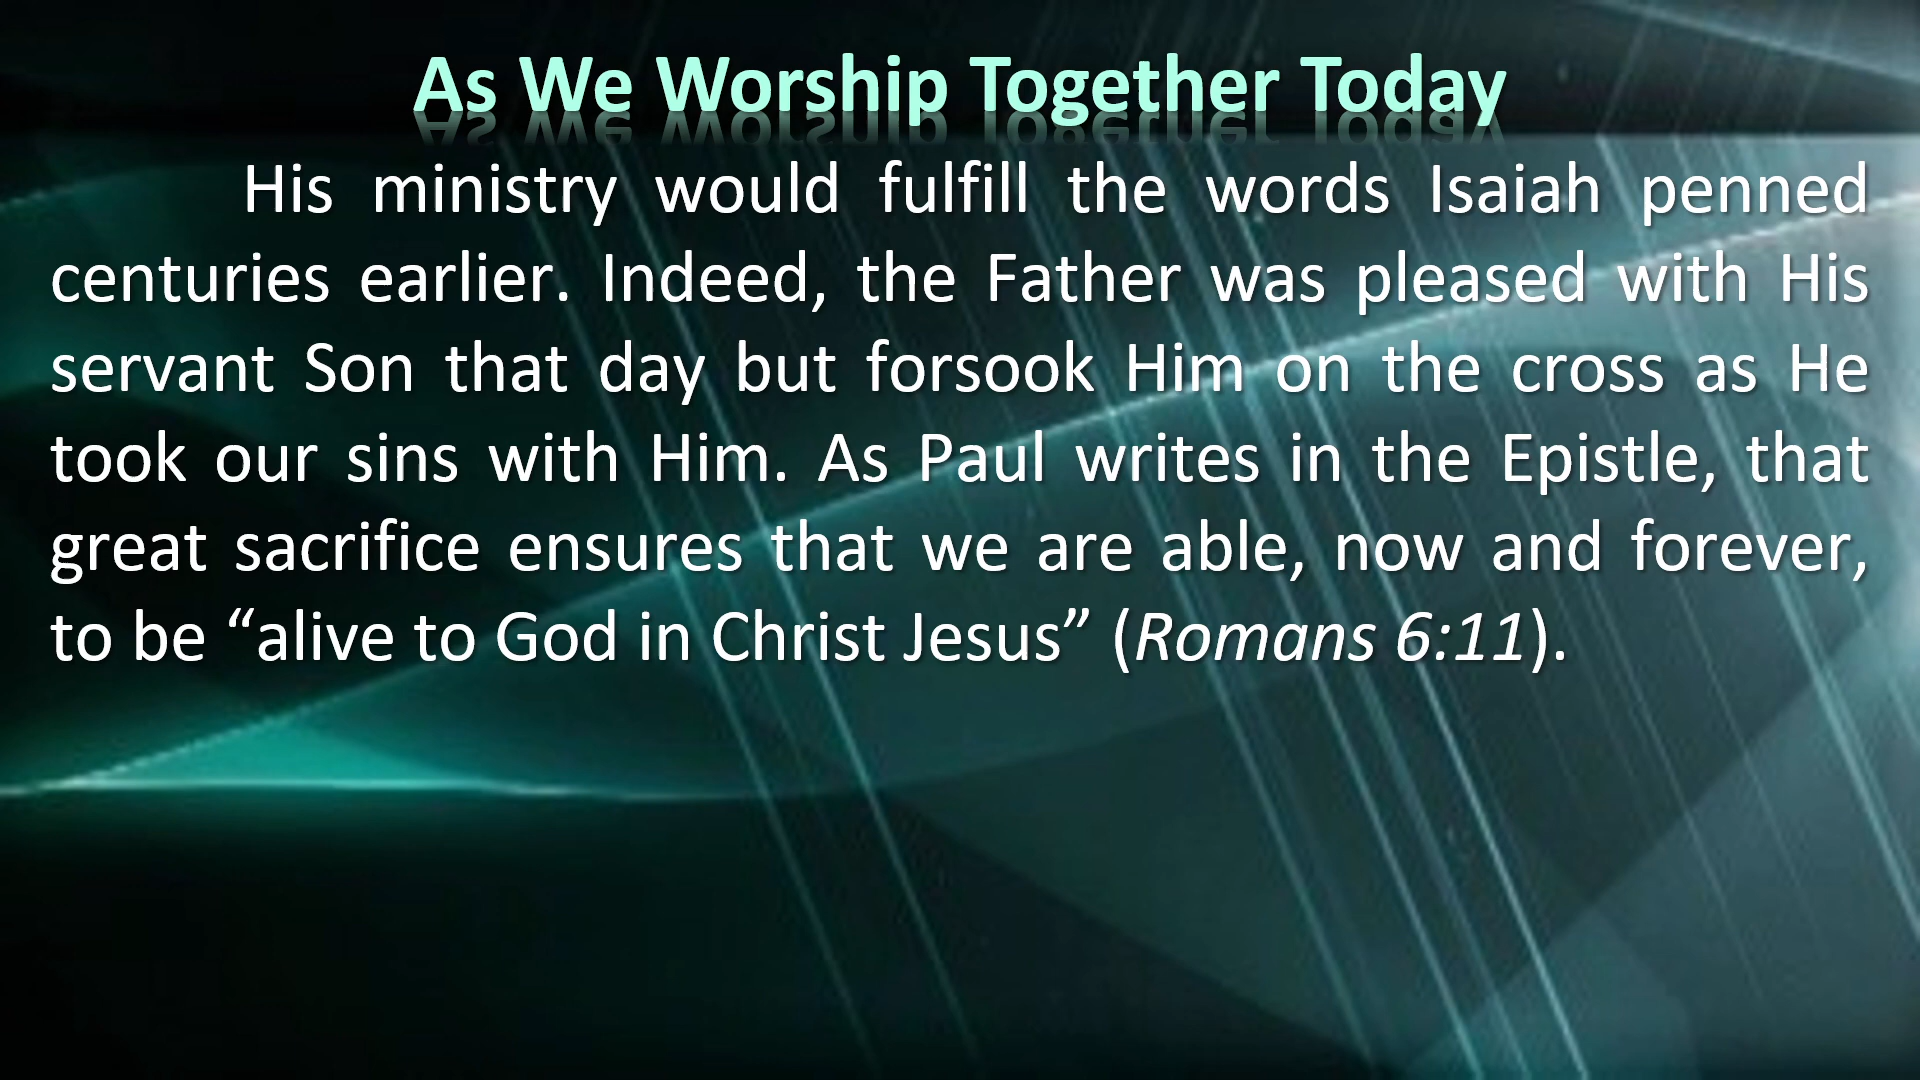 As We Worship Together Today
His ministry would fulfill the words Isaiah penned
centuries earlier. Indeed, the Father was pleased with His
servant Son that day but forsook Him on the cross as He
took our sins with Him. As Paul writes in the Epistle, that
great sacrifice ensures that we are able, now and forever,
to be “alive to God in Christ Jesus” (Romans 6:11).